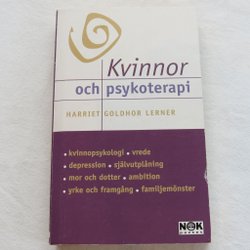 Kvinnor
och psykoterapi
HARRIET GOLDHOR LERNER
• kvinnopsykologi • vrede
• depression • självutplåning
• mor och dotter • ambition
• yrke och framgång • familjemönster
NOK